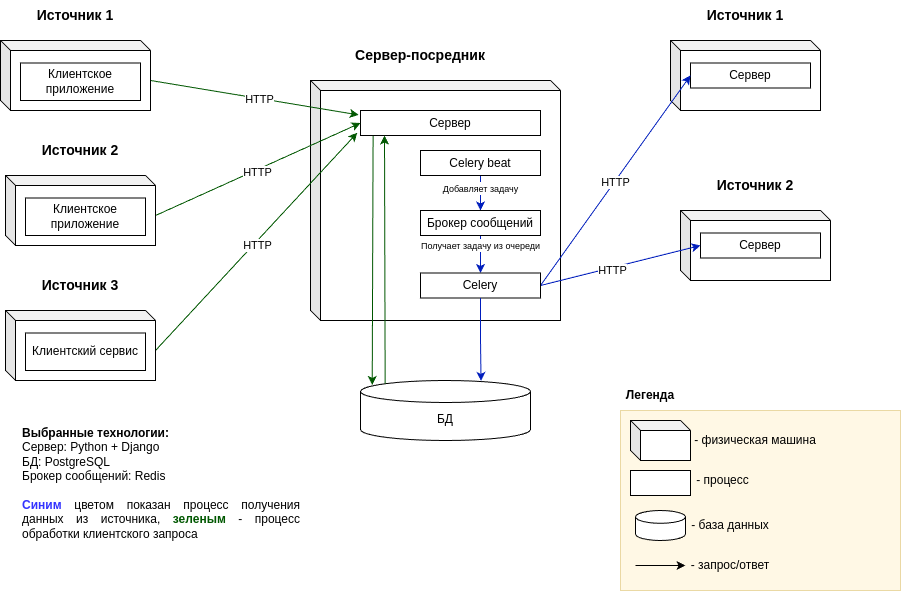 Источник 1
Клиентское
приложение
Источник 2
Клиентское
приложение
Источник 3
Клиентский сервис
HTTP
HTTP
HTTP
Сервер-посредник
Сервер
Celery beat
Добавляет задачу
Брокер сообщений
Получает задачу из очереди
Celery
БД
HTTP
HTTP
Источник 1
Сервер
Источник 2
Сервер
Выбранные технологии:
Сервер: Python + Django
БД: PostgreSQL
Брокер сообщений: Redis
Синим цветом показан процесс получения
данных из источника, зеленым - процесс
обработки клиентского запроса
Легенда
- физическая машина
- процесс
- база данных
- запрос/ответ